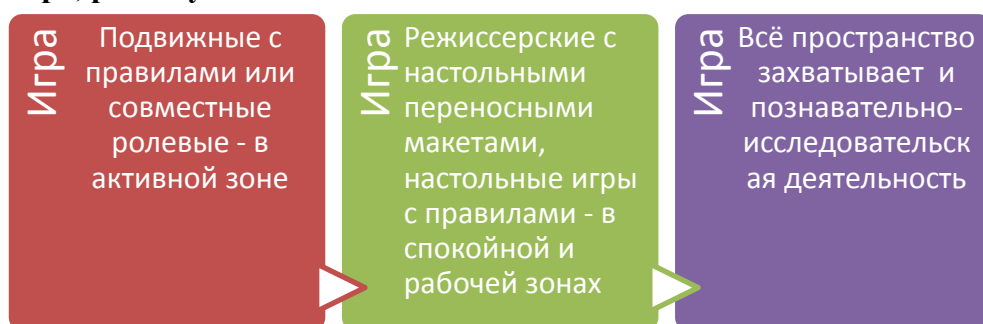 Игра
Подвижные с
правилами или
совместные
ролевые - в
активной зоне
Игра
Режиссерские с
настольными
переносными
макетами,
настольные игры
с правилами - в
спокойной и
рабочей зонах
Игра
Всё пространство
захватывает и
познавательно-
исследовательск
ая деятельность